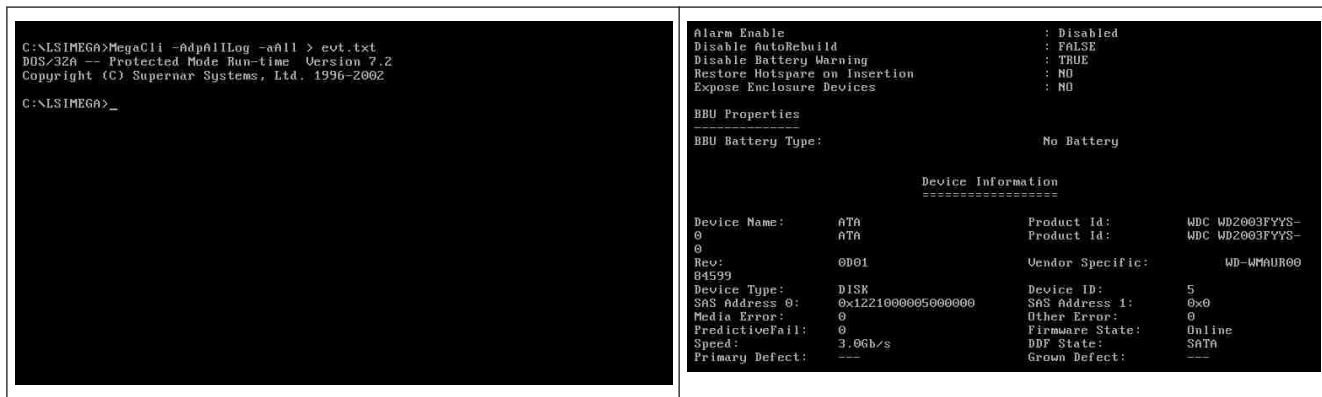 C:\LSIMEGA>MegaCli -AdpAlILog -aAll > evt.txt
DOS/32A -- Protected Mode Run-time Version 7.2
Copyright (C) Supernar Systems, Ltd. 1996-2002
C:\LSIMEGA>_
Alarm Enable : Disabled
Disable AutoRebuild : FALSE
Disable Battery Warning : TRUE
Restore Hotspare on Insertion : NO
Expose Enclosure Devices : NO
BBU Properties
--------------
BBU Battery Type: No Battery
Device Information
==================
Device Name: ATA Product Id: WDC WD2003FYYS-
0 ATA Product Id: WDC WD2003FYYS-
0
Rev: 0D01 Vendor Specific: WD-WMAUR00
84599
Device Type: DISK Device ID: 5
SAS Address 0: 0x1221000005000000 SAS Address 1: 0x0
Media Error: 0 Other Error: 0
PredictiveFail: 0 Firmware State: Online
Speed: 3.0Gb/s DDF State: SATA
Primary Defect: --- Grown Defect: ---